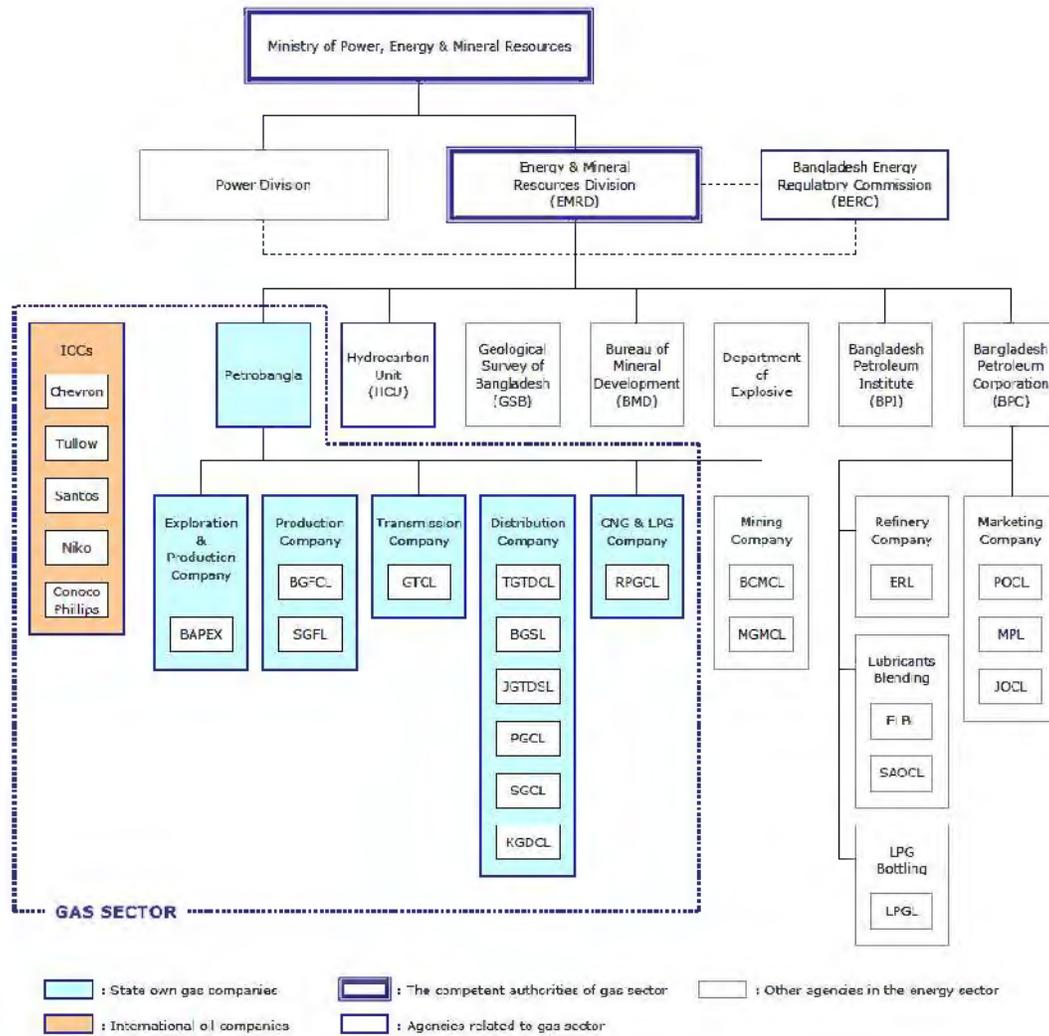 Ministry of Power, Energy & Mineral Resources
Power Division
Energy & Mineral
Resources Division
(EMRD)
Bangladesh Energy
Regulatory Commission
(BERC)
ICCs
Chevron
Tullow
Santos
Niko
Conoco
Phillips
Petrobangla
Hydrocarbon
Unit
(HCU)
Geological
Survey of
Bangladesh
(GSB)
Bureau of
Mineral
Development
(BMD)
Department
of
Explosive
Bangladesh
Petroleum
Institute
(BPI)
Bangladesh
Petroleum
Corporation
(BPC)
Exploration
&
Production
Company
BAPEX
Production
Company
BGFCL
SGFL
Transmission
Company
GTCL
Distribution
Company
TGTDCL
BGSL
JGTDSL
PGCL
SGCL
KGDCL
CNG & LPG
Company
RPGCL
Mining
Company
BCMCL
MGMCL
Refinery
Company
ERL
Lubricants
Blending
ELB
SAOCL
LPG
Bottling
LPGL
Marketing
Company
POCL
MPL
JOCL
GAS SECTOR
: State own gas companies
: The competent authorities of gas sector
: Other agencies in the energy sector
: International oil companies
: Agencies related to gas sector